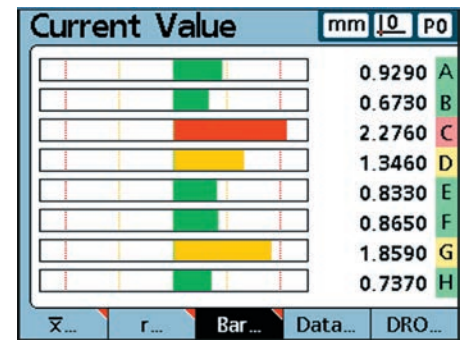 Current Value mm |0 P0
0.9290 A
0.6730 B
2.2760 C
1.3460 D
0.8330 E
0.8650 F
1.8590 G
0.7370 H
x̅... r... Bar... Data... DRO...